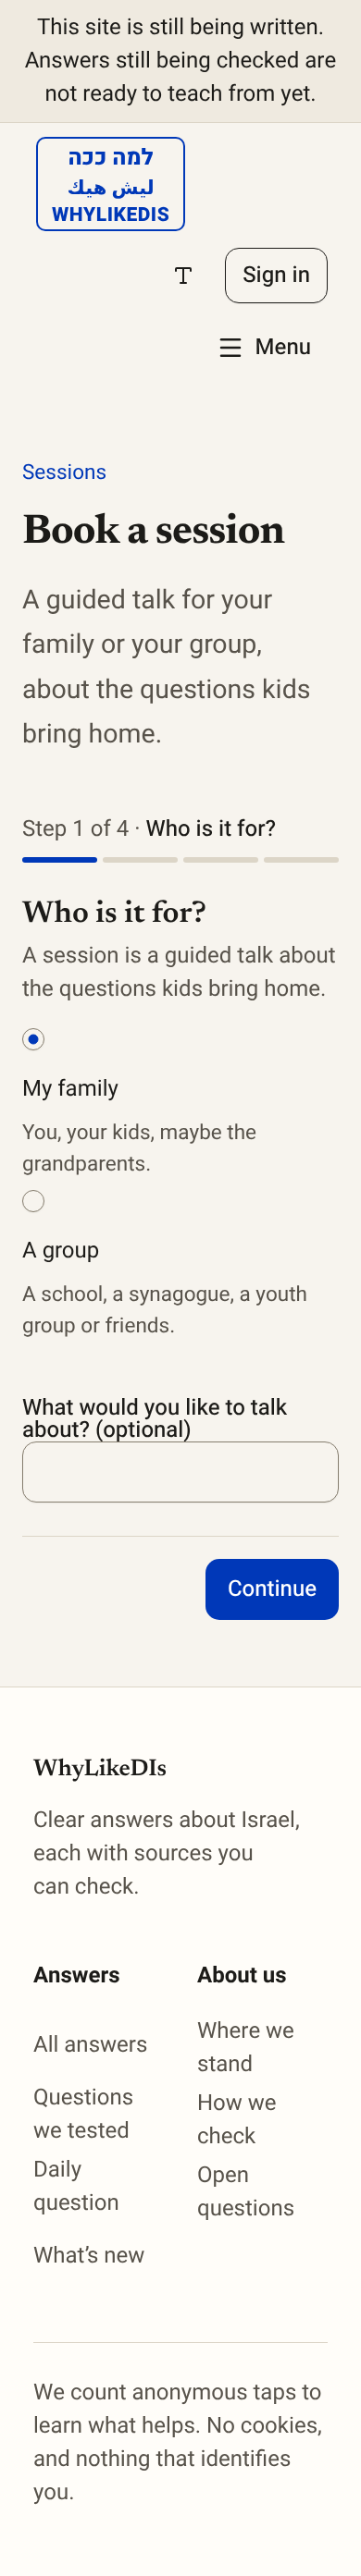 This site is still being written.
Answers still being checked are
not ready to teach from yet.
למה ככה
ليش هيك
WHYLIKEDIS
Sign in
Menu
Sessions
Book a session
A guided talk for your
family or your group,
about the questions kids
bring home.
Step 1 of 4 · Who is it for?
Who is it for?
A session is a guided talk about
the questions kids bring home.
My family
You, your kids, maybe the
grandparents.
A group
A school, a synagogue, a youth
group or friends.
What would you like to talk
about? (optional)
Continue
WhyLikeDIs
Clear answers about Israel,
each with sources you
can check.
Answers
All answers
Questions
we tested
Daily
question
What’s new
About us
Where we
stand
How we
check
Open
questions
We count anonymous taps to
learn what helps. No cookies,
and nothing that identifies
you.